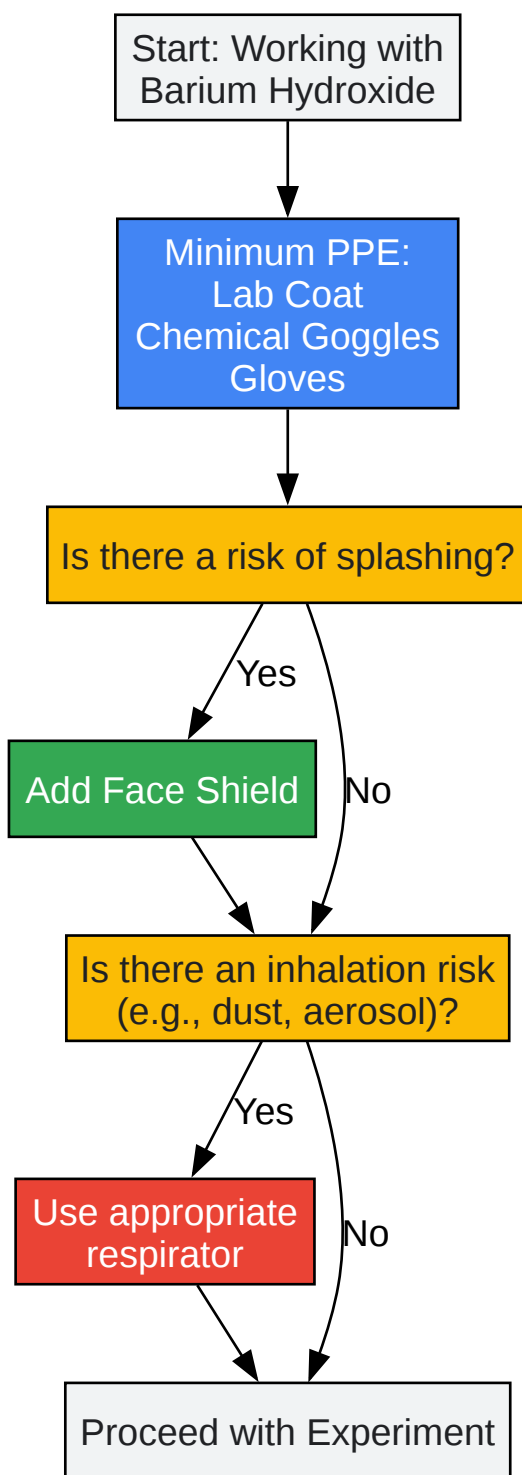 Start: Working with
Barium Hydroxide
Minimum PPE:
Lab Coat
Chemical Goggles
Gloves
Is there a risk of splashing?
Yes
Add Face Shield
No
Is there an inhalation risk
(e.g., dust, aerosol)?
Yes
Use appropriate
respirator
No
Proceed with Experiment